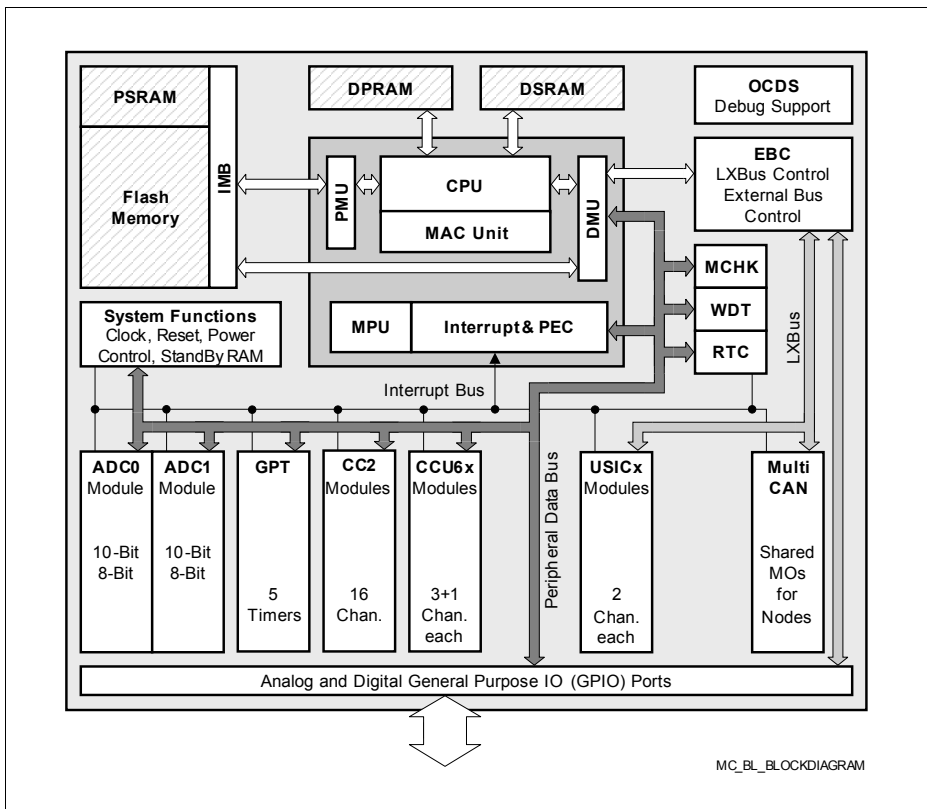 PSRAM
Flash
Memory
IMB
DPRAM
DSRAM
OCDS
Debug Support
PMU
CPU
MAC Unit
DMU
EBC
LXBus Control
External Bus
Control
MPU
Interrupt & PEC
MCHK
WDT
RTC
LXBus
System Functions
Clock, Reset, Power
Control, StandBy RAM
Interrupt Bus
Peripheral Data Bus
ADC0
Module
10-Bit
8-Bit
ADC1
Module
10-Bit
8-Bit
GPT
5
Timers
CC2
Modules
16
Chan.
CCU6x
Modules
3+1
Chan.
each
USICx
Modules
2
Chan.
each
Multi
CAN
Shared
MOs
for
Nodes
Analog and Digital General Purpose IO (GPIO) Ports
MC_BL_BLOCKDIAGRAM